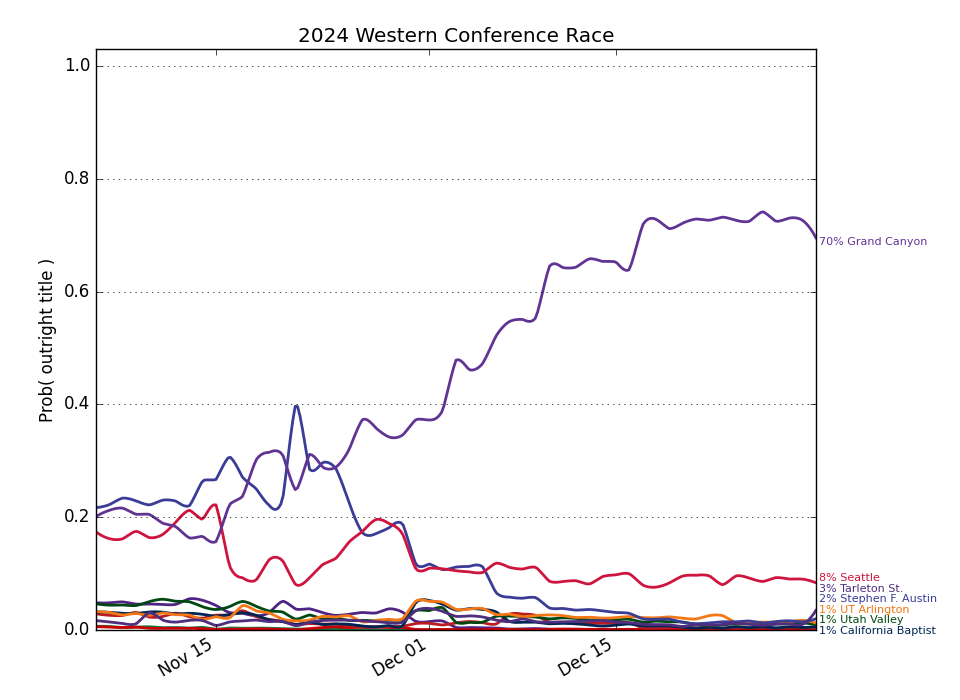 2024 Western Conference Race
Prob( outright title )
1.0
0.8
0.6
0.4
0.2
0.0
Nov 15
Dec 01
Dec 15
70% Grand Canyon
8% Seattle
3% Tarleton St.
2% Stephen F. Austin
1% UT Arlington
1% Utah Valley
1% California Baptist